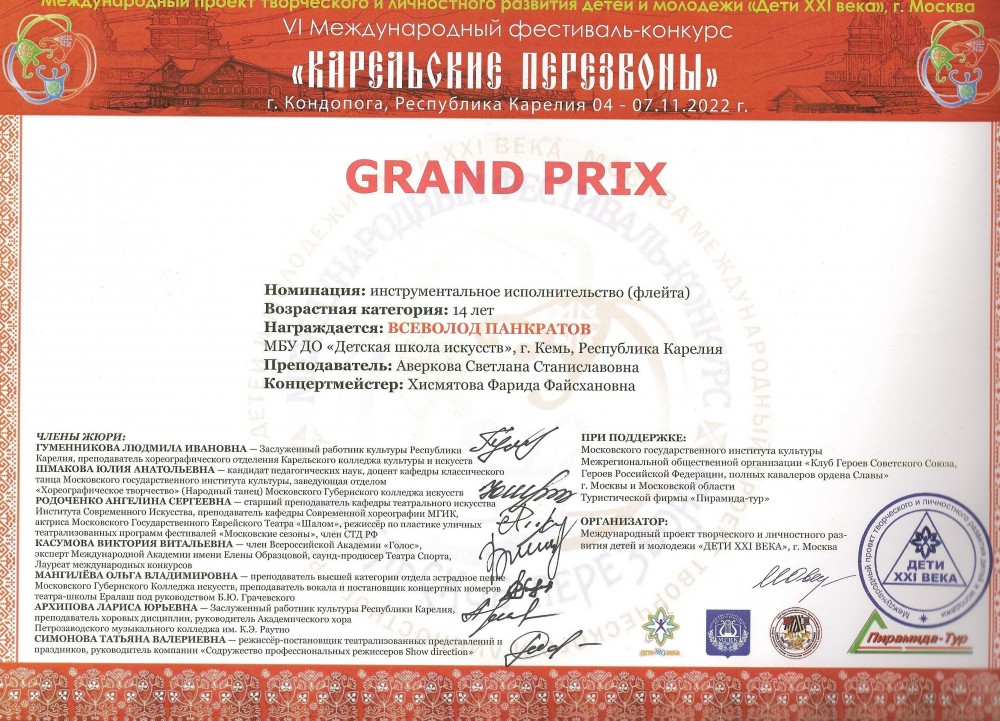 Международный проект творческого и личностного развития детей и молодежи «Дети XXI века», г. Москва
VI Международный фестиваль-конкурс
«КАРЕЛЬСКИЕ ПЕРЕЗВОНЫ»
г. Кондопога, Республика Карелия 04 - 07.11.2022 г.
GRAND PRIX
Номинация: инструментальное исполнительство (флейта)
Возрастная категория: 14 лет
Награждается: ВСЕВОЛОД ПАНКРАТОВ
МБУ ДО «Детская школа искусств», г. Кемь, Республика Карелия
Преподаватель: Аверкова Светлана Станиславовна
Концертмейстер: Хисмятова Фарида Файсхановна
ЧЛЕНЫ ЖЮРИ:
ГУМЕННИКОВА ЛЮДМИЛА ИВАНОВНА — Заслуженный работник культуры Республики
Карелия, преподаватель хореографического отделения Карельского колледжа культуры и искусств
ШМАКОВА ЮЛИЯ АНАТОЛЬЕВНА — кандидат педагогических наук, доцент кафедры классического
танца Московского государственного института культуры, заведующая отделом
«Хореографическое творчество» (Народный танец) Московского Губернского колледжа искусств
РОДОЧЕНКО АНГЕЛИНА СЕРГЕЕВНА — старший преподаватель кафедры театрального искусства
Института Современного Искусства, преподаватель кафедры Современной хореографии МГИК,
актриса Московского Государственного Еврейского Театра «Шалом», режиссёр по пластике уличных
театрализованных программ фестивалей «Московские сезоны», член СТД РФ
КАСУМОВА ВИКТОРИЯ ВИТАЛЬЕВНА — член Всероссийской Академии «Голос»,
эксперт Международной Академии имени Елены Образцовой, саунд-продюсер Театра Спорта,
Лауреат международных конкурсов
МАНГИЛЁВА ОЛЬГА ВЛАДИМИРОВНА — преподаватель высшей категории отдела эстрадное пение
Московского Губернского Колледжа искусств, преподаватель вокала и постановщик концертных номеров
театра-школы Ералаш под руководством Б.Ю. Грачевского
АРХИПОВА ЛАРИСА ЮРЬЕВНА — Заслуженный работник культуры Республики Карелия,
преподаватель хоровых дисциплин, руководитель Академического хора
Петрозаводского музыкального колледжа им. К.Э. Раутио
СИМОНОВА ТАТЬЯНА ВАЛЕРИЕВНА — режиссёр-постановщик театрализованных представлений и
праздников, руководитель компании «Содружество профессиональных режиссеров Show direction»
ПРИ ПОДДЕРЖКЕ:
Московского государственного института культуры
Межрегиональной общественной организации «Клуб Героев Советского Союза,
Героев Российской Федерации, полных кавалеров ордена Славы»
г. Москвы и Московской области
Туристической фирмы «Пирамида-тур»
ОРГАНИЗАТОР:
Международный проект творческого и личностного раз-
вития детей и молодежи «ДЕТИ XXI ВЕКА», г. Москва
Международный проект творческого и личностного развития детей и молодежи
Москва
ДЕТИ
XXI ВЕКА
ДЕТИ XXI ВЕКА
МГИК
Пирамида-Тур